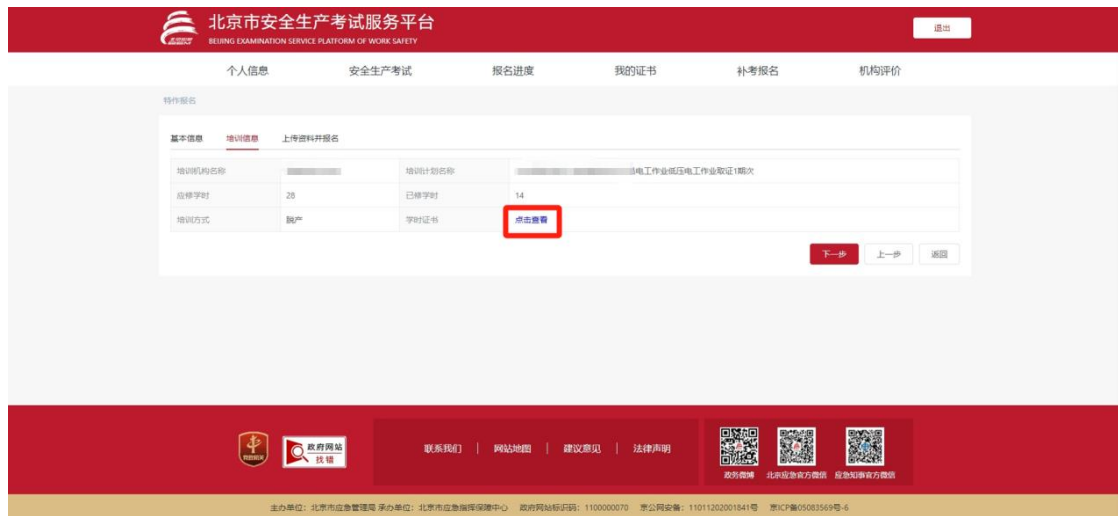 北京市安全生产考试服务平台
BEIJING EXAMINATION SERVICE PLATFORM OF WORK SAFETY
退出
个人信息 安全生产考试 报名进度 我的证书 补考报名 机构评价
特作报名
基本信息 培训信息 上传资料并报名
培训机构名称 培训计划名称 电工作业低压电工作业取证1期次
应修学时 28 已修学时 14
培训方式 脱产 学时证书 点击查看
下一步 上一步 返回
政府网站
找错
联系我们 | 网站地图 | 建议意见 | 法律声明
政务微博 北京应急官方微信 应急知事官方微信
主办单位：北京市应急管理局 承办单位：北京市应急指挥保障中心 政府网站标识码：1100000070 京公网安备：11011202001841号 京ICP备05083569号-6